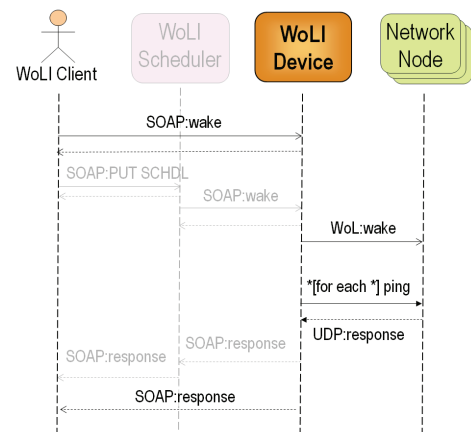 WoLI Client
WoLI
Scheduler
WoLI
Device
Network
Node
SOAP:wake
SOAP:PUT SCHDL
SOAP:wake
WoL:wake
*[for each *] ping
UDP:response
SOAP:response
SOAP:response
SOAP:response